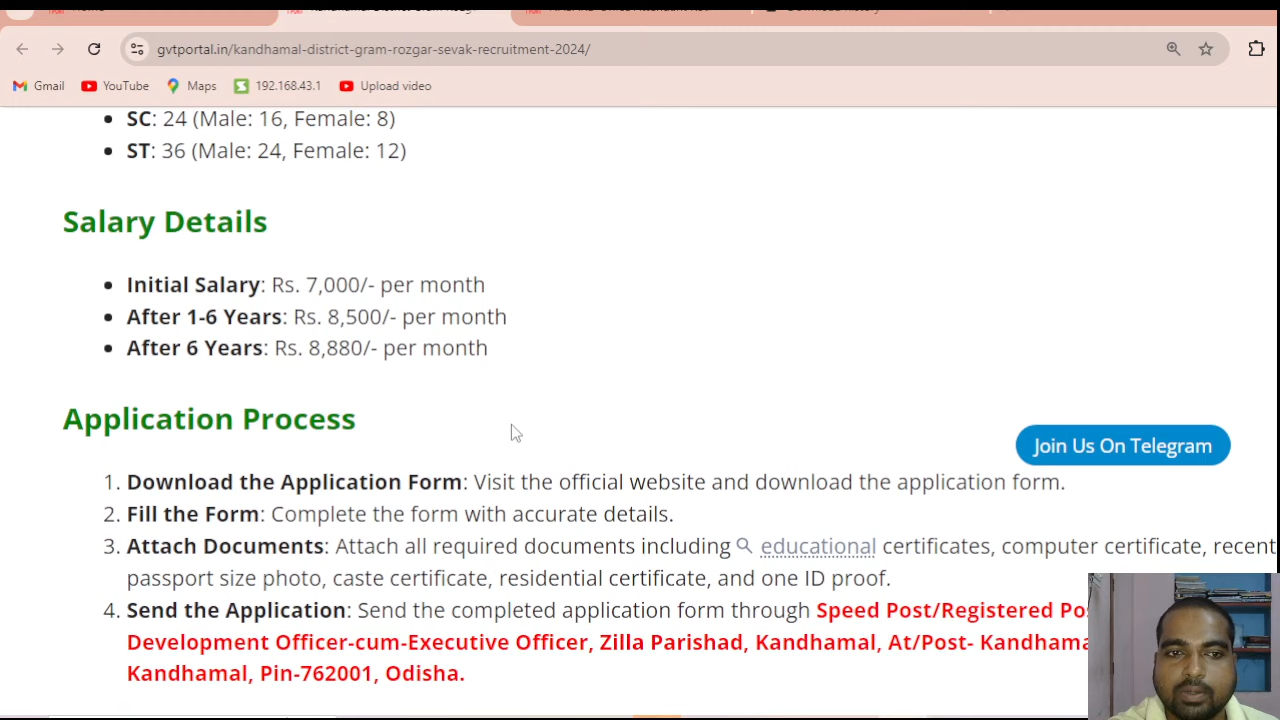 gvtportal.in/kandhamal-district-gram-rozgar-sevak-recruitment-2024/
Gmail YouTube Maps 192.168.43.1 Upload video
SC: 24 (Male: 16, Female: 8)
ST: 36 (Male: 24, Female: 12)
Salary Details
Initial Salary: Rs. 7,000/- per month
After 1-6 Years: Rs. 8,500/- per month
After 6 Years: Rs. 8,880/- per month
Application Process
Join Us On Telegram
1. Download the Application Form: Visit the official website and download the application form.
2. Fill the Form: Complete the form with accurate details.
3. Attach Documents: Attach all required documents including educational certificates, computer certificate, recent
passport size photo, caste certificate, residential certificate, and one ID proof.
4. Send the Application: Send the completed application form through Speed Post/Registered
Development Officer-cum-Executive Officer, Zilla Parishad, Kandhamal, At/Post-
Kandhamal, Pin-762001, Odisha.